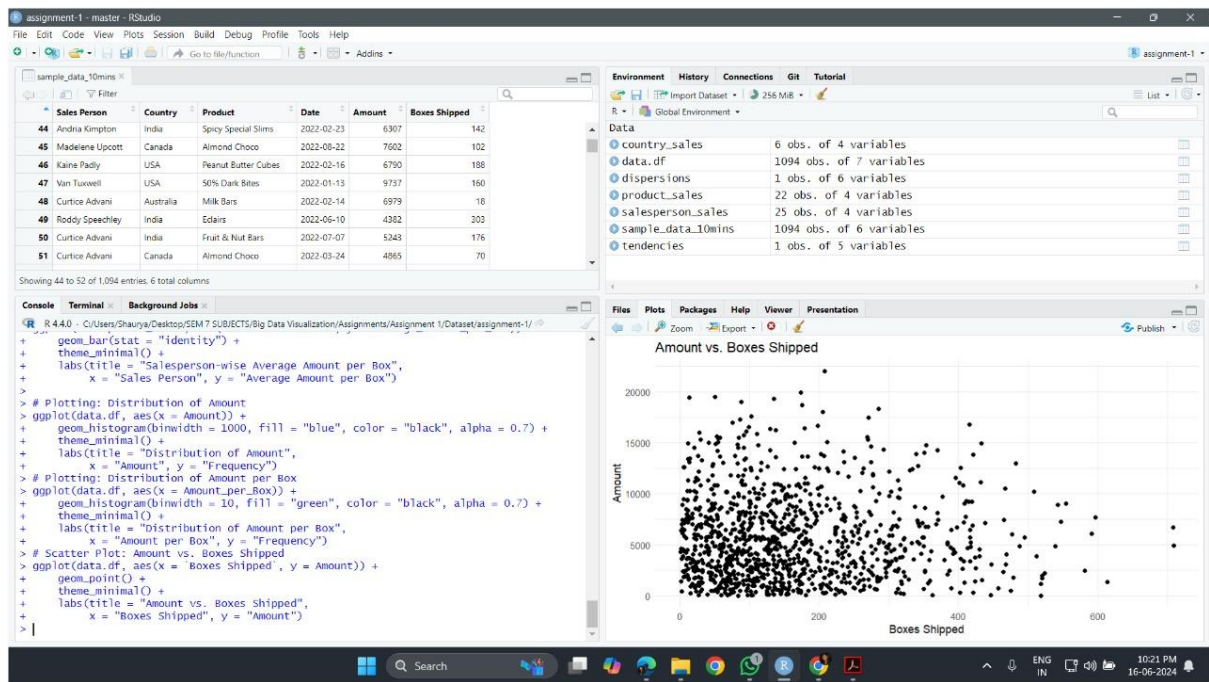 assignment-1 - master - RStudio
File Edit Code View Plots Session Build Debug Profile Tools Help
Go to file/function Addins assignment-1
sample_data_10mins
Filter
Sales Person Country Product Date Amount Boxes Shipped
44 Andria Kimpton India Spicy Special Slims 2022-02-23 6307 142
45 Madelene Upcott Canada Almond Choco 2022-08-22 7602 102
46 Kaine Padly USA Peanut Butter Cubes 2022-02-16 6790 188
47 Van Tuxwell USA 50% Dark Bites 2022-01-13 9737 160
48 Curtice Advani Australia Milk Bars 2022-02-14 6979 18
49 Roddy Speechley India Eclairs 2022-06-10 4382 303
50 Curtice Advani India Fruit & Nut Bars 2022-07-07 5243 176
51 Curtice Advani Canada Almond Choco 2022-03-24 4865 70
Showing 44 to 52 of 1,094 entries, 6 total columns
Console Terminal Background Jobs
R 4.4.0 · C:/Users/Shaurya/Desktop/SEM 7 SUBJECTS/Big Data Visualization/Assignments/Assignment 1/Dataset/assignment-1/
+ geom_bar(stat = "identity") +
+ theme_minimal() +
+ labs(title = "Salesperson-wise Average Amount per Box",
+ x = "Sales Person", y = "Average Amount per Box")
>
> # Plotting: Distribution of Amount
> ggplot(data.df, aes(x = Amount)) +
+ geom_histogram(binwidth = 1000, fill = "blue", color = "black", alpha = 0.7) +
+ theme_minimal() +
+ labs(title = "Distribution of Amount",
+ x = "Amount", y = "Frequency")
> # Plotting: Distribution of Amount per Box
> ggplot(data.df, aes(x = Amount_per_Box)) +
+ geom_histogram(binwidth = 10, fill = "green", color = "black", alpha = 0.7) +
+ theme_minimal() +
+ labs(title = "Distribution of Amount per Box",
+ x = "Amount per Box", y = "Frequency")
> # Scatter Plot: Amount vs. Boxes Shipped
> ggplot(data.df, aes(x = `Boxes Shipped`, y = Amount)) +
+ geom_point() +
+ theme_minimal() +
+ labs(title = "Amount vs. Boxes Shipped",
+ x = "Boxes Shipped", y = "Amount")
>
Environment History Connections Git Tutorial
Import Dataset 256 MiB List
R Global Environment
Data
country_sales 6 obs. of 4 variables
data.df 1094 obs. of 7 variables
dispersions 1 obs. of 6 variables
product_sales 22 obs. of 4 variables
salesperson_sales 25 obs. of 4 variables
sample_data_10mins 1094 obs. of 6 variables
tendencies 1 obs. of 5 variables
Files Plots Packages Help Viewer Presentation
Zoom Export Publish
Amount vs. Boxes Shipped
20000
15000
10000
5000
0
Amount
0 200 400 600
Boxes Shipped
Search
ENG
IN
10:21 PM
16-06-2024